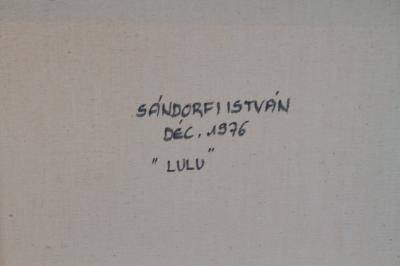 SÁNDORFI ISTVÁN
DÉC. 1976
" LULU "